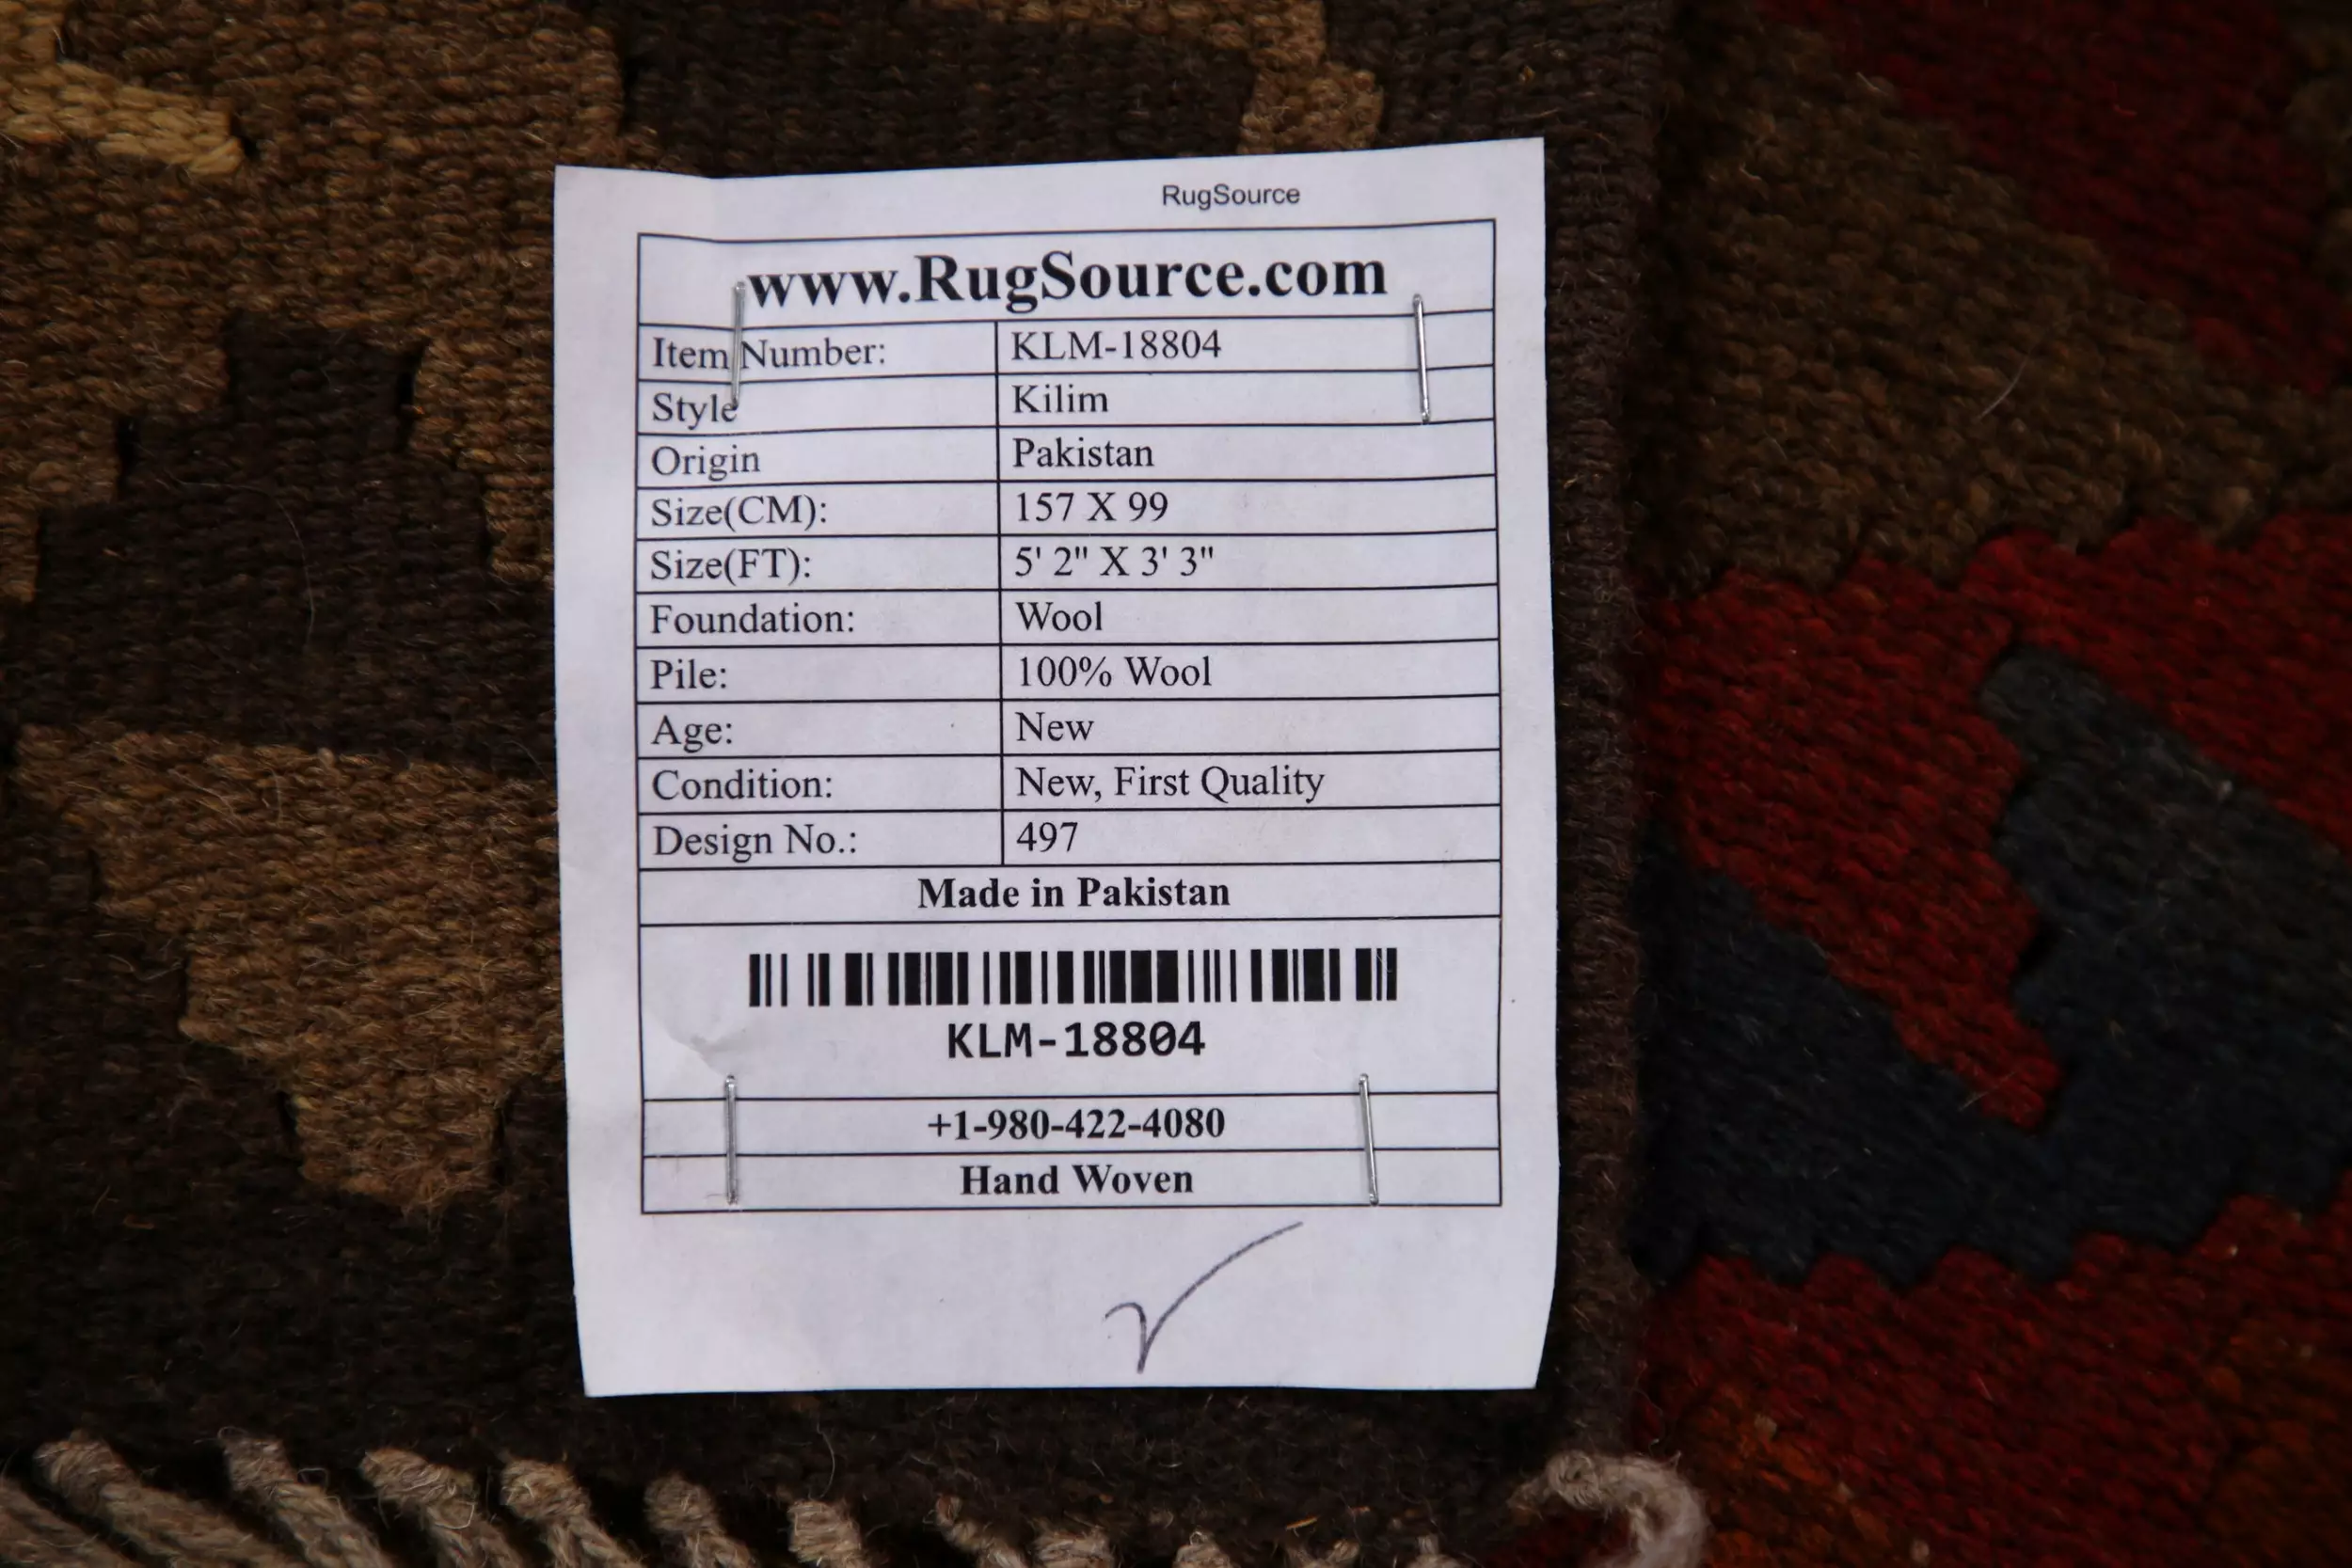 RugSource
www.RugSource.com
Item Number: KLM-18804
Style Kilim
Origin Pakistan
Size(CM): 157 X 99
Size(FT): 5' 2" X 3' 3"
Foundation: Wool
Pile: 100% Wool
Age: New
Condition: New, First Quality
Design No.: 497
Made in Pakistan
KLM-18804
+1-980-422-4080
Hand Woven